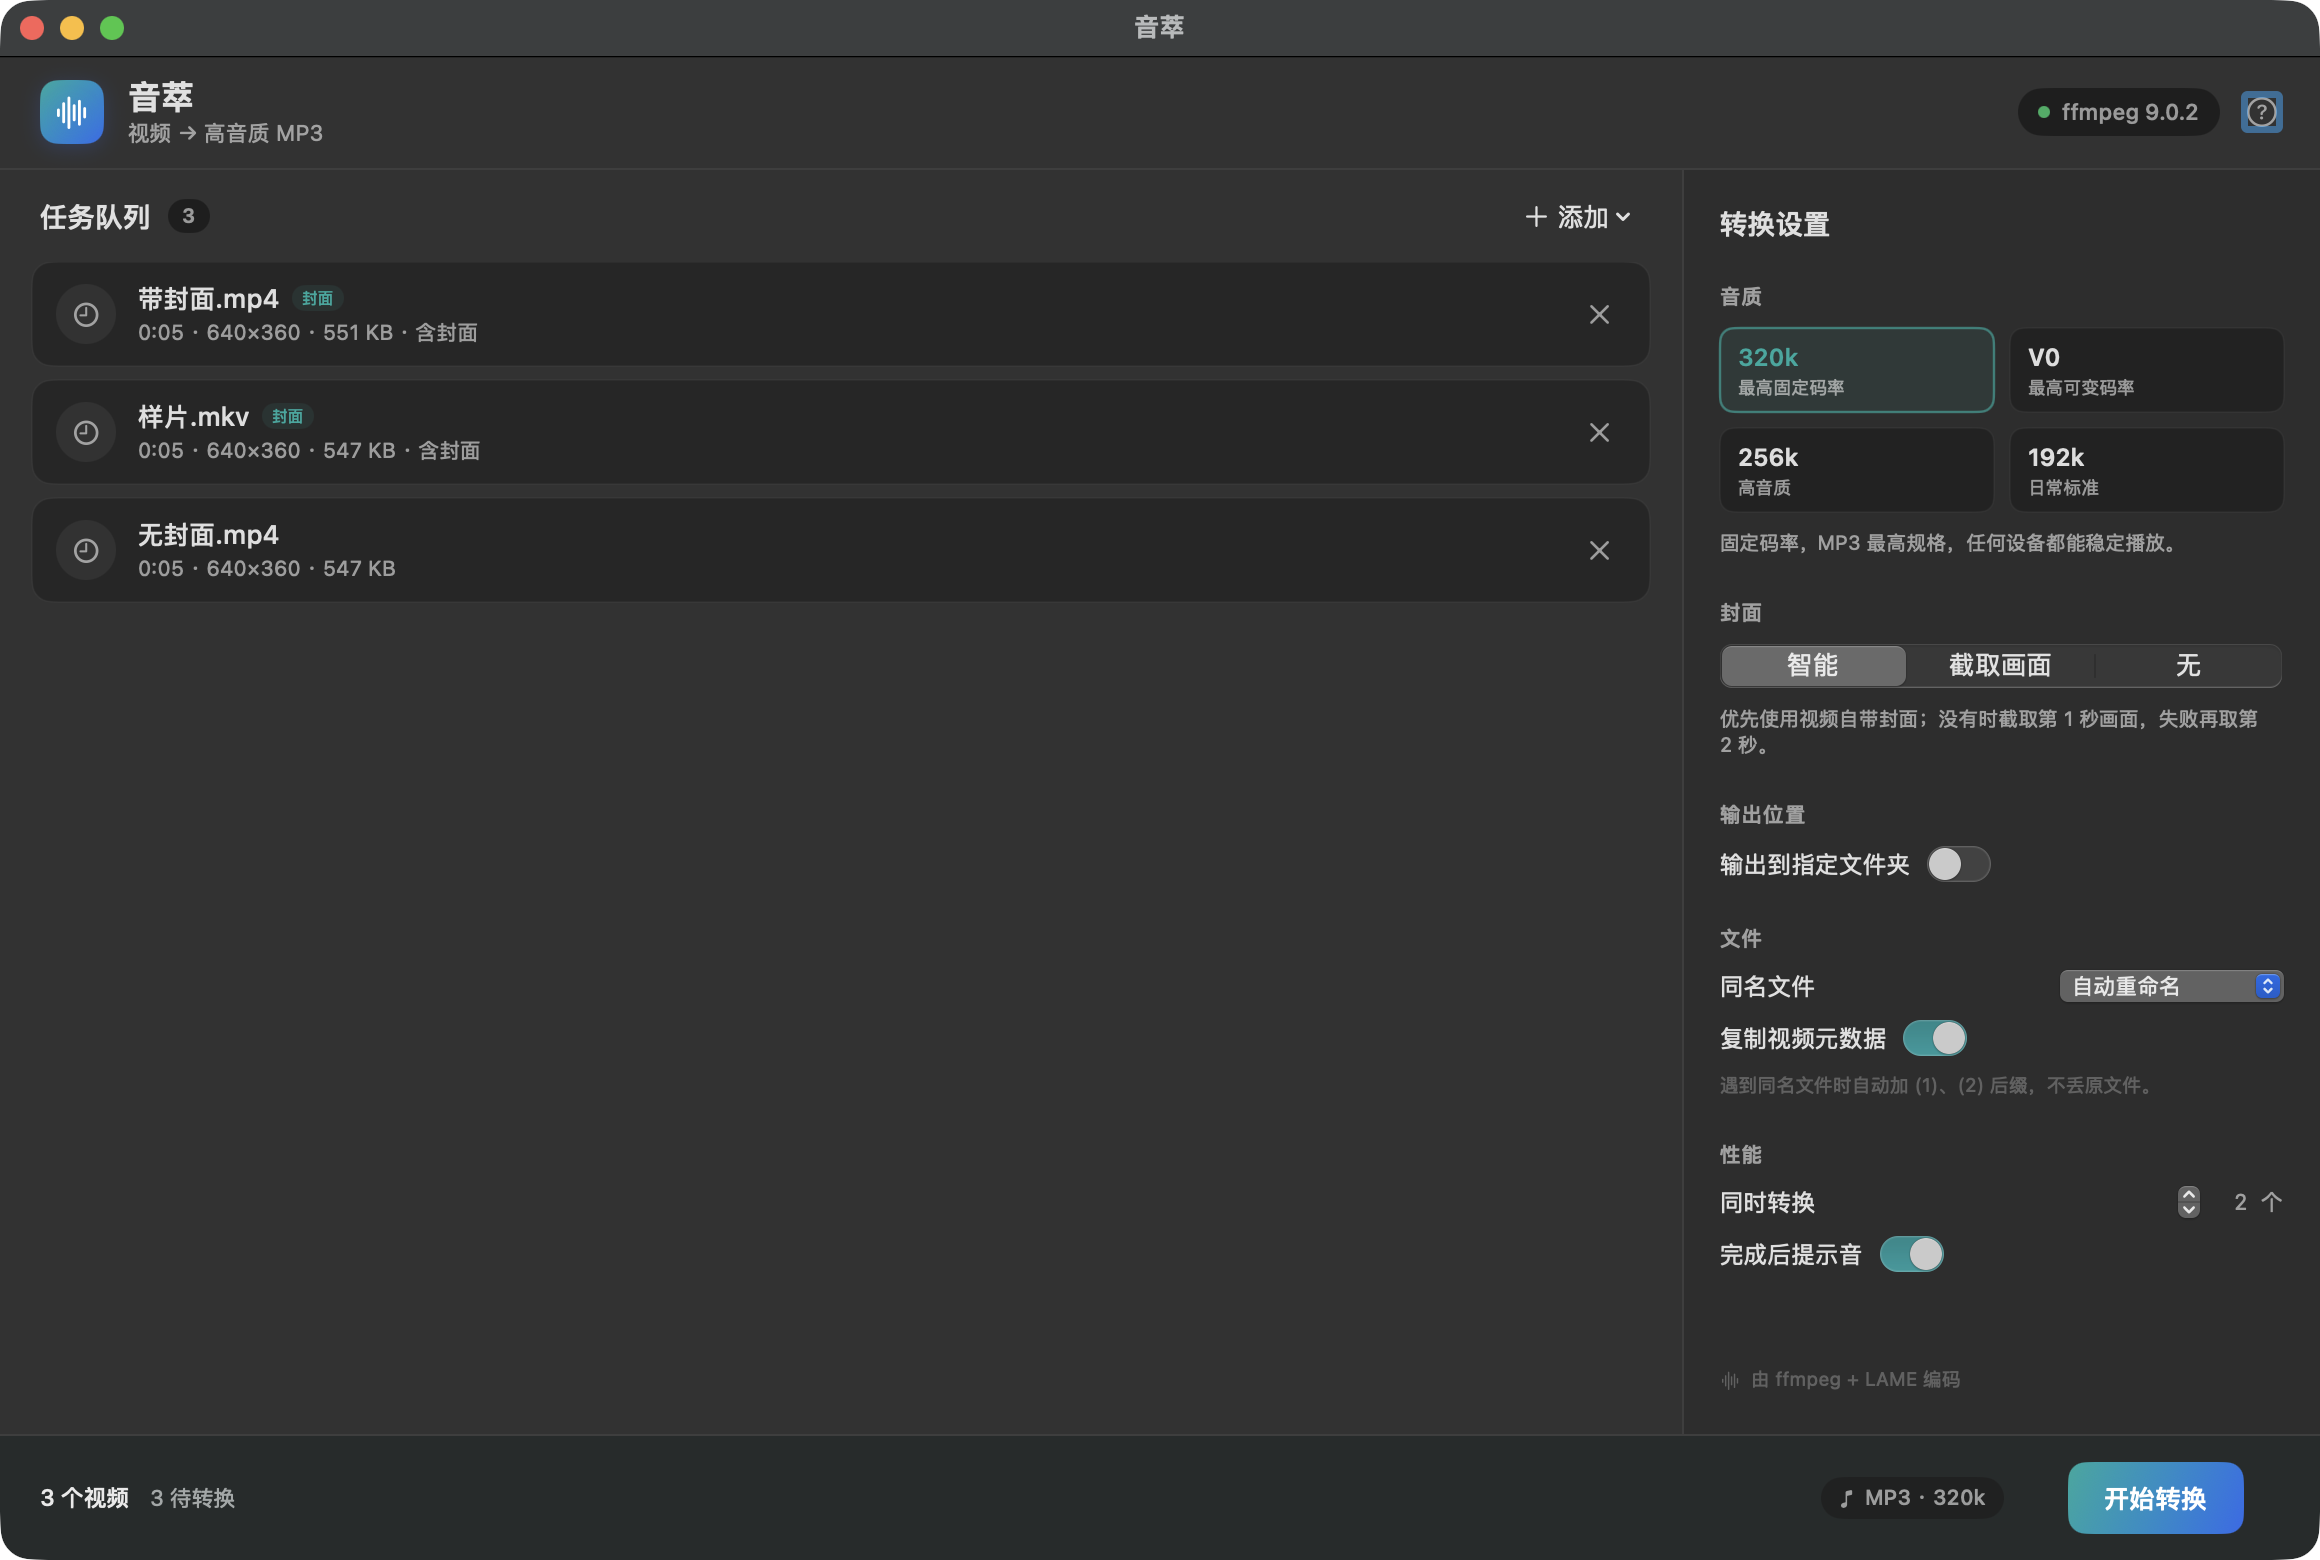 音萃
音萃
视频 → 高音质 MP3
ffmpeg 9.0.2
?
任务队列 3
+ 添加
带封面.mp4 封面
0:05 · 640×360 · 551 KB · 含封面
样片.mkv 封面
0:05 · 640×360 · 547 KB · 含封面
无封面.mp4
0:05 · 640×360 · 547 KB
转换设置
音质
320k
最高固定码率
V0
最高可变码率
256k
高音质
192k
日常标准
固定码率，MP3 最高规格，任何设备都能稳定播放。
封面
智能 截取画面 无
优先使用视频自带封面；没有时截取第 1 秒画面，失败再取第
2 秒。
输出位置
输出到指定文件夹
文件
同名文件 自动重命名
复制视频元数据
遇到同名文件时自动加 (1)、(2) 后缀，不丢原文件。
性能
同时转换 2 个
完成后提示音
由 ffmpeg + LAME 编码
3 个视频 3 待转换
MP3 · 320k
开始转换